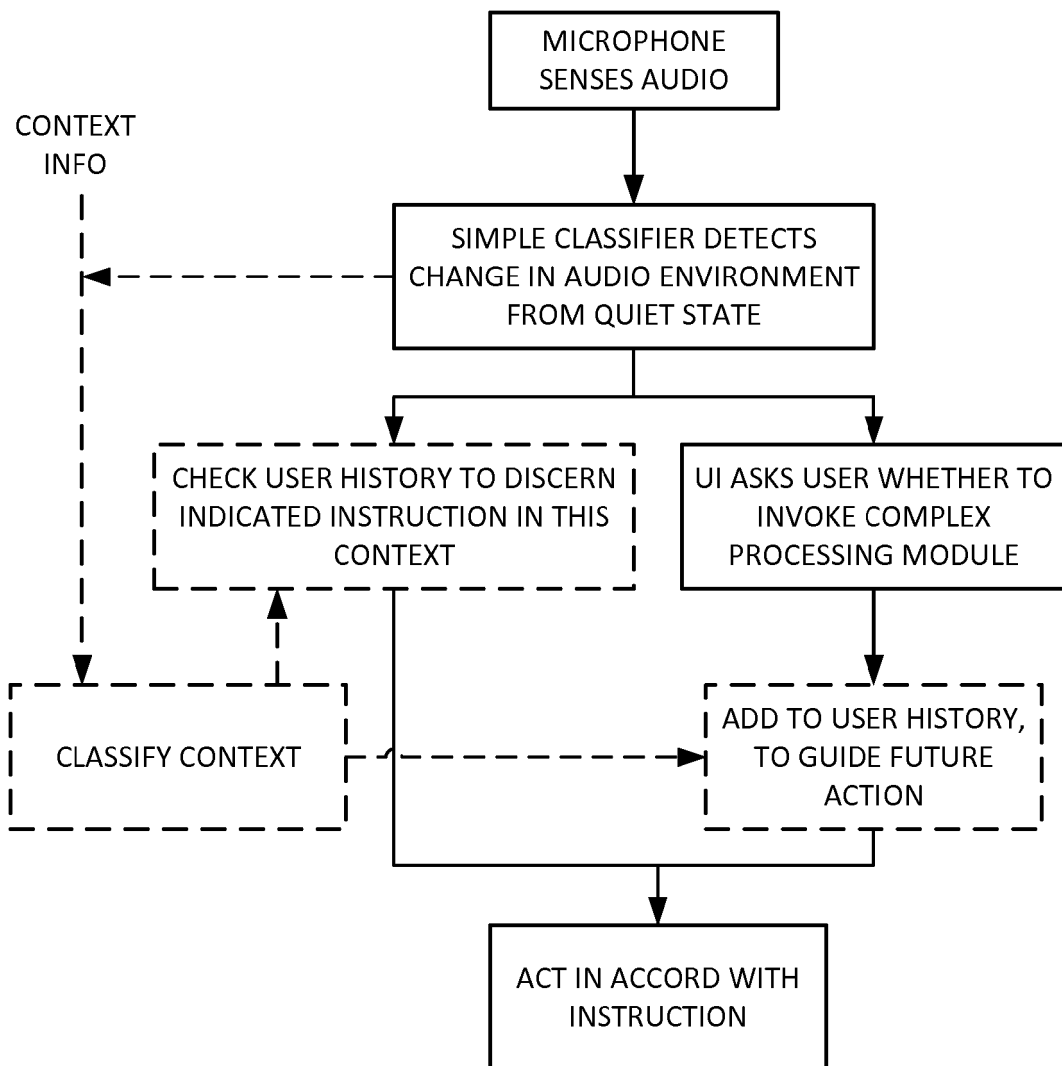 MICROPHONE
SENSES AUDIO
CONTEXT
INFO
SIMPLE CLASSIFIER DETECTS
CHANGE IN AUDIO ENVIRONMENT
FROM QUIET STATE
CHECK USER HISTORY TO DISCERN
INDICATED INSTRUCTION IN THIS
CONTEXT
UI ASKS USER WHETHER TO
INVOKE COMPLEX
PROCESSING MODULE
CLASSIFY CONTEXT
ADD TO USER HISTORY,
TO GUIDE FUTURE
ACTION
ACT IN ACCORD WITH
INSTRUCTION